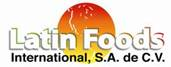 Latin Foods
International, S.A. de C.V.